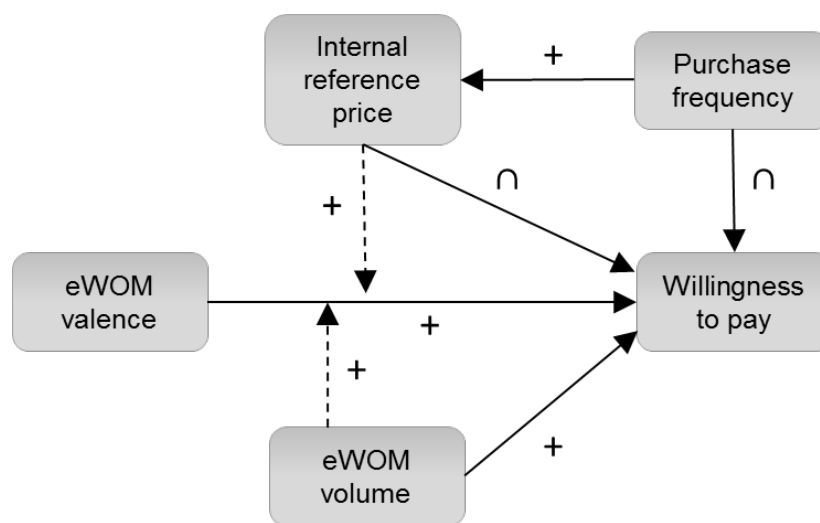 Internal
reference
price
+
Purchase
frequency
+
∩
∩
eWOM
valence
+
Willingness
to pay
+
eWOM
volume
+